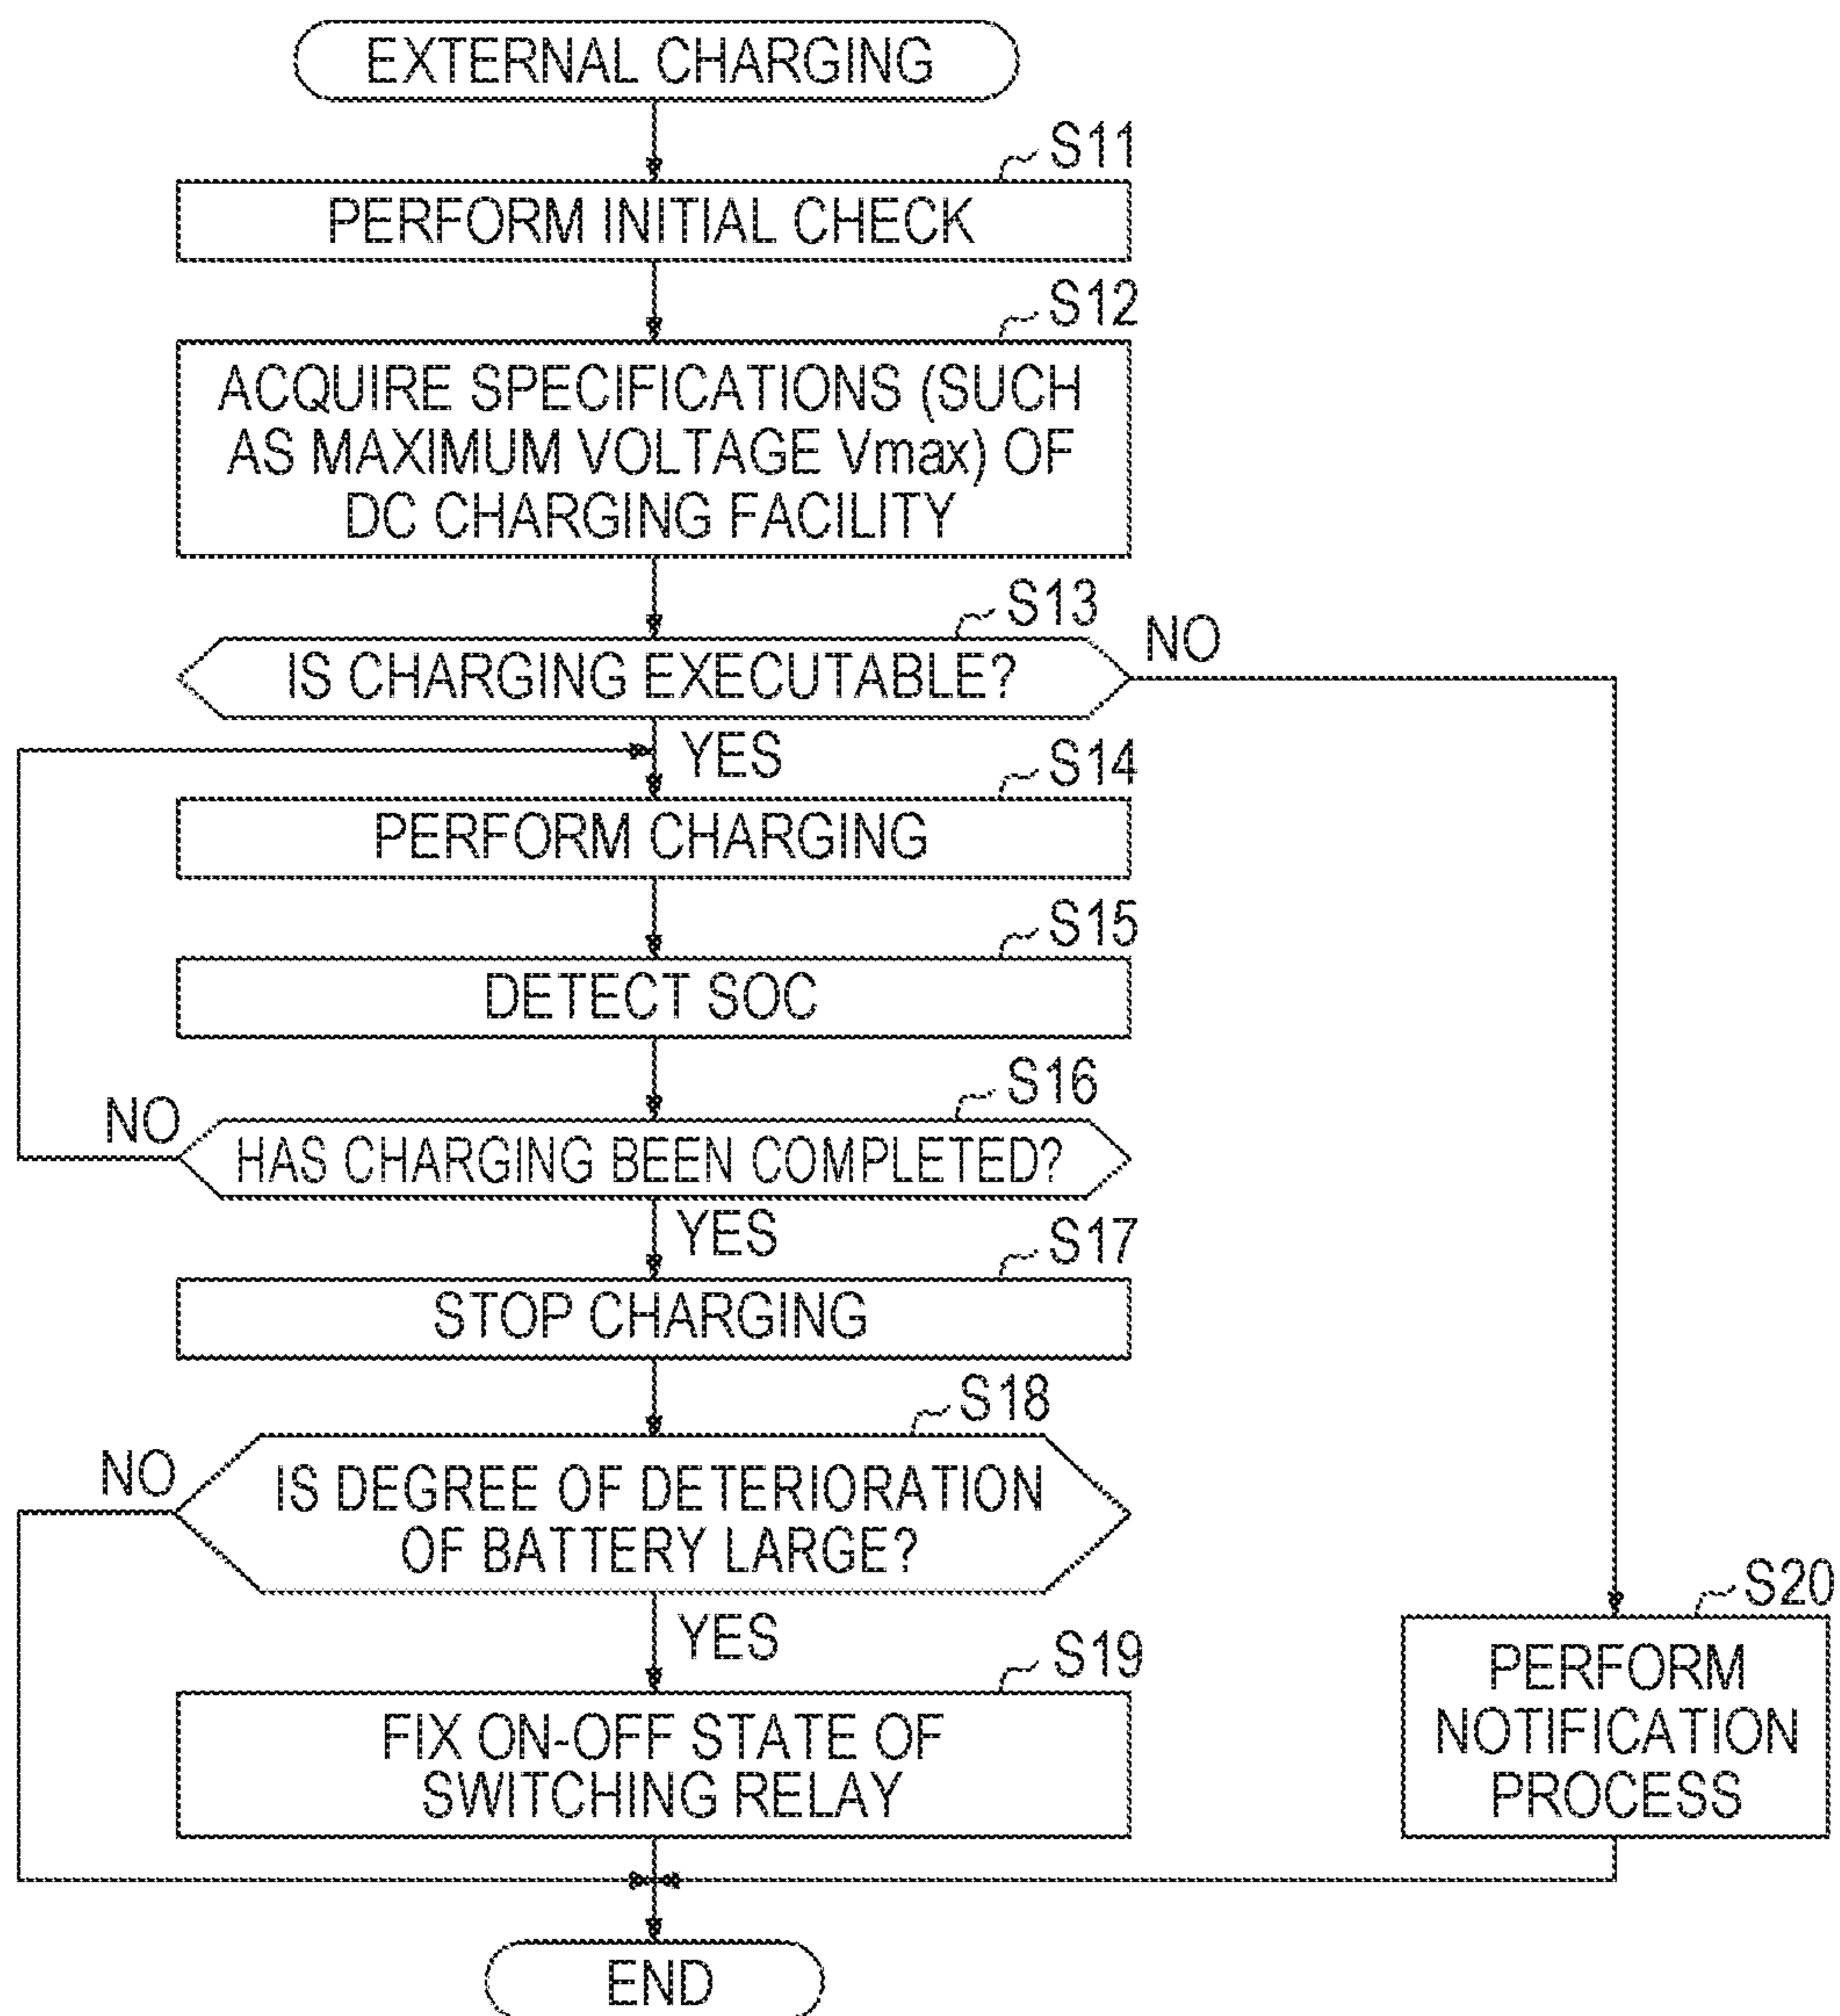 EXTERNAL CHARGING
S11
PERFORM INITIAL CHECK
S12
ACQUIRE SPECIFICATIONS (SUCH
AS MAXIMUM VOLTAGE Vmax) OF
DC CHARGING FACILITY
S13
IS CHARGING EXECUTABLE?
NO
YES
S14
PERFORM CHARGING
S15
DETECT SOC
S16
NO
HAS CHARGING BEEN COMPLETED?
YES
S17
STOP CHARGING
S18
NO
IS DEGREE OF DETERIORATION
OF BATTERY LARGE?
YES
S19
FIX ON-OFF STATE OF
SWITCHING RELAY
S20
PERFORM
NOTIFICATION
PROCESS
END